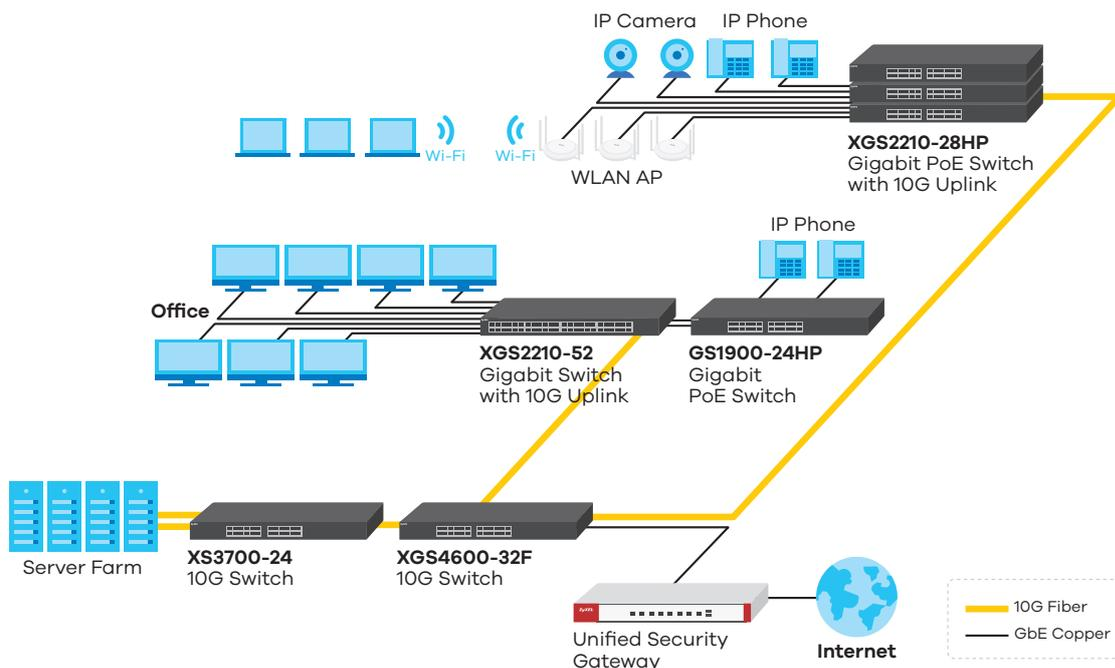 IP Camera
IP Phone
Wi-Fi
Wi-Fi
WLAN AP
XGS2210-28HP
Gigabit PoE Switch
with 10G Uplink
IP Phone
Office
XGS2210-52
Gigabit Switch
with 10G Uplink
GS1900-24HP
Gigabit
PoE Switch
Server Farm
XS3700-24
10G Switch
XGS4600-32F
10G Switch
ZyXEL
Unified Security
Gateway
Internet
10G Fiber
GbE Copper